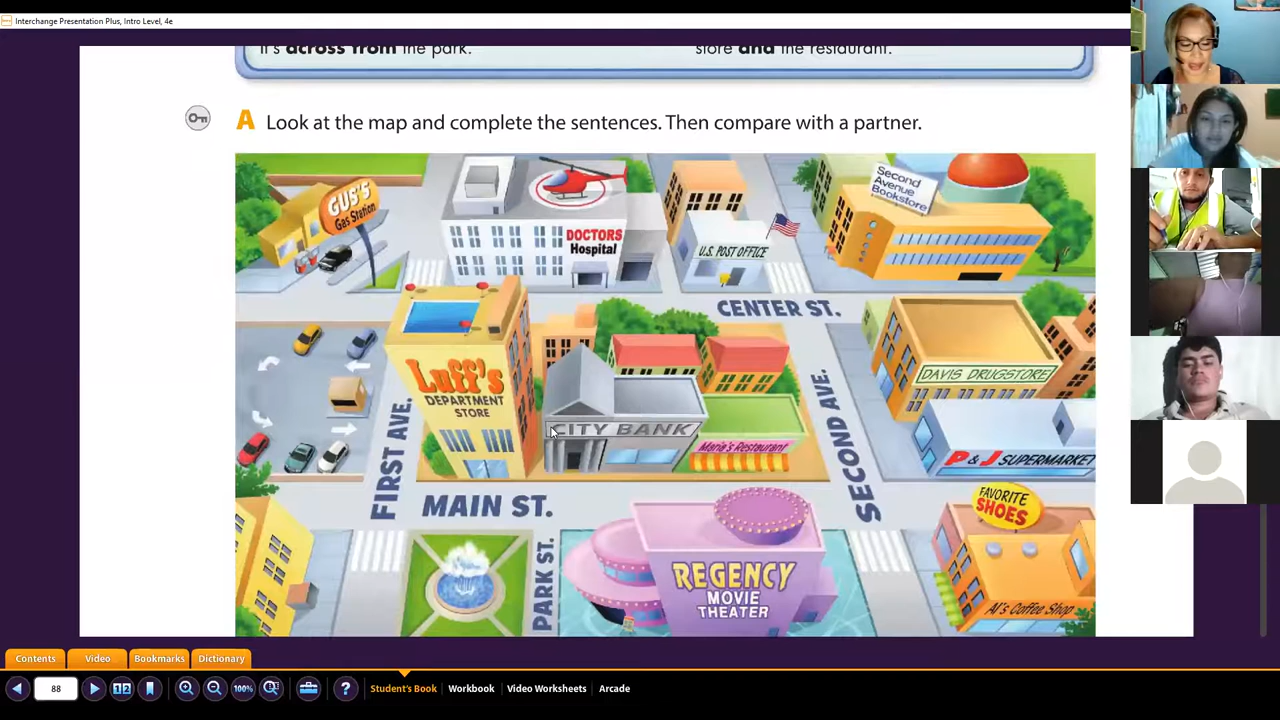 Interchange Presentation Plus, Intro Level, 4e
It's across from the park.
store and the restaurant.
A Look at the map and complete the sentences. Then compare with a partner.
GUS'S
Gas Station
DOCTORS
Hospital
U.S. POST OFFICE
Second
Avenue
Bookstore
CENTER ST.
Luff's
DEPARTMENT
STORE
CITY BANK
Maria's Restaurant
DAVIS DRUGSTORE
P & J SUPERMARKET
FIRST AVE.
SECOND AVE.
MAIN ST.
PARK ST.
REGENCY
MOVIE
THEATER
FAVORITE
SHOES
Al's Coffee Shop
Contents Video Bookmarks Dictionary
88 1 2 100% ? Student's Book Workbook Video Worksheets Arcade